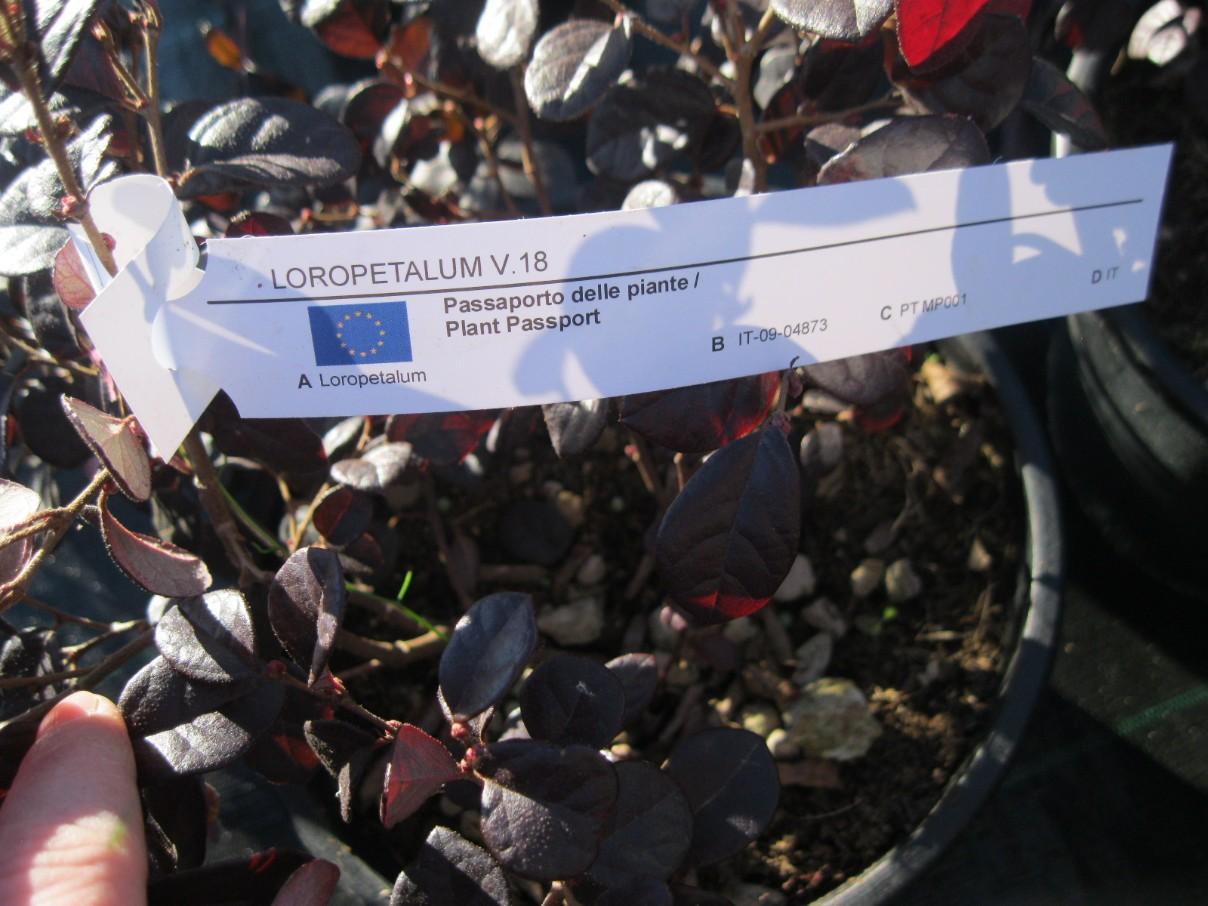 . LOROPETALUM V.18
Passaporto delle piante /
Plant Passport
A Loropetalum
B IT-09-04873
C PT MP001
D IT